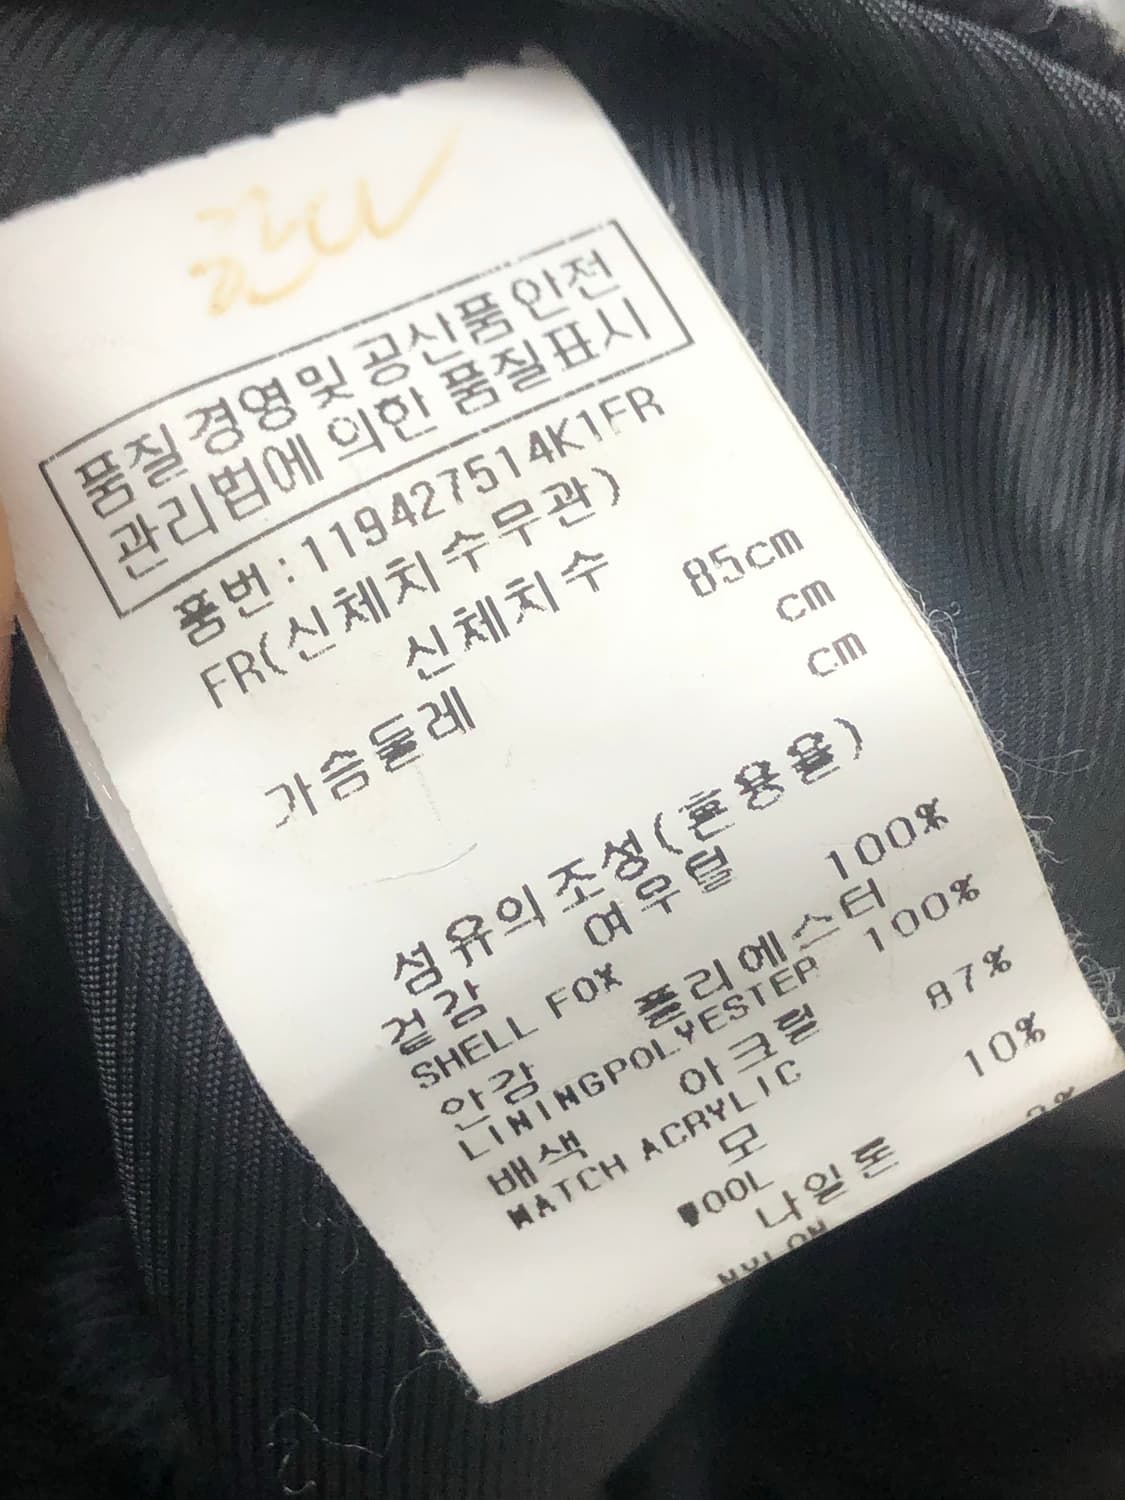 품질경영및 공산품안전
관리법에 의한 품질표시
품번:119427514K1FR
FR(신체치수무관)
신체치수
가슴둘레 85cm
cm
cm
섬유의조성(혼용율)
겉감 여우털 100%
SHELL FOX
안감 폴리에스터 100%
LININGPOLYESTER
배색 아크릴 87%
MATCH ACRYLIC
모 10%
WOOL
나일론 3%
NYLON